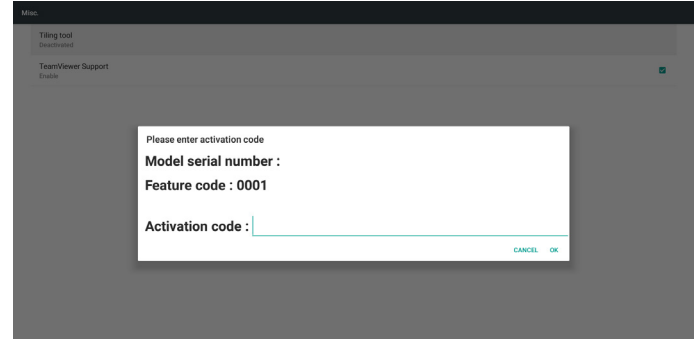 Misc.
Tiling tool
Deactivated
TeamViewer Support
Enable
Please enter activation code
Model serial number :
Feature code : 0001
Activation code :
CANCEL OK